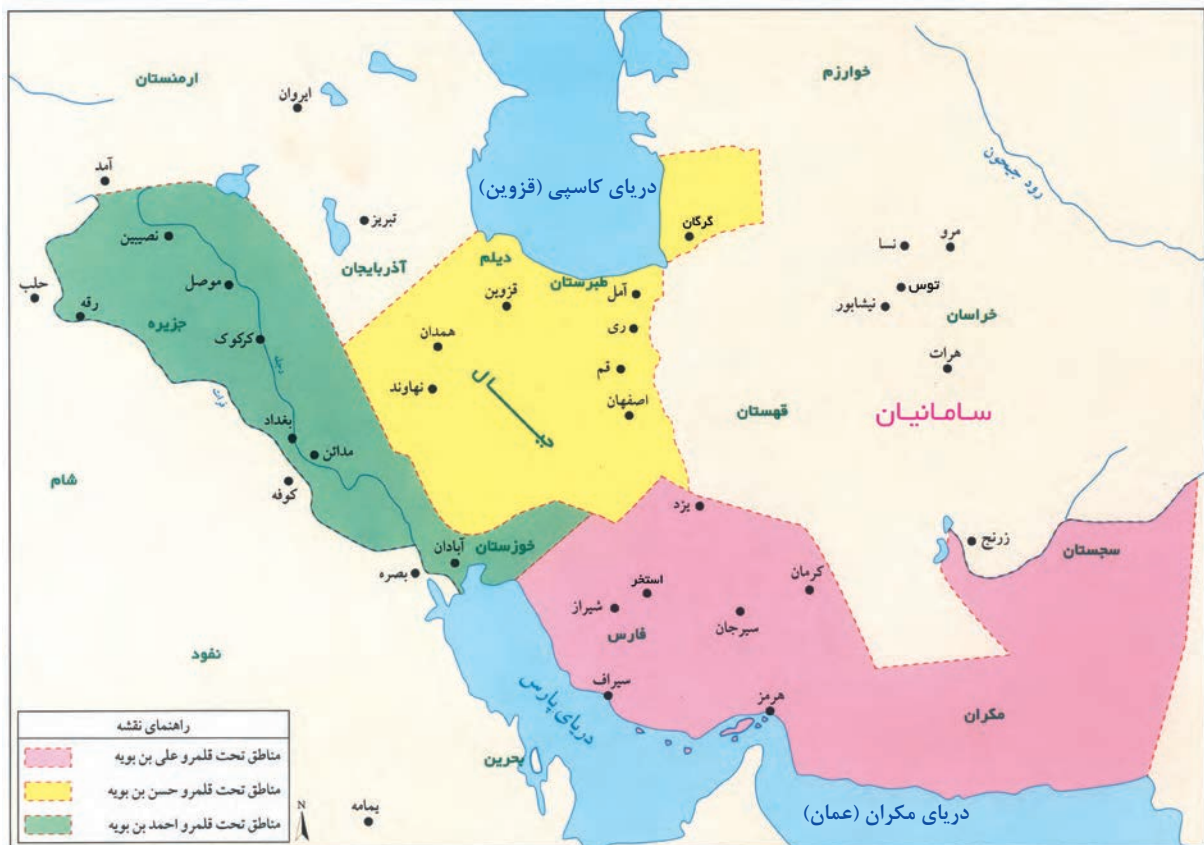 ارمنستان
ایروان
خوارزم
رود جیحون
آمد
دریای کاسپی (قزوین)
گرگان
تبریز
آذربایجان
نصیبین
موصل
حلب
رقه
جزیره
کرکوک
دجله
فرات
بغداد
مدائن
کوفه
شام
دیلم
طبرستان
قزوین
آمل
همدان
ری
نهاوند
قم
جبال
اصفهان
نسا
مرو
توس
نیشابور
خراسان
هرات
قهستان
سامانیان
یزد
زرنج
سجستان
خوزستان
آبادان
بصره
کرمان
استخر
شیراز
سیرجان
فارس
نفود
سیراف
هرمز
مکران
دریای پارس
بحرین
یمامه
دریای مکران (عمان)
راهنمای نقشه
مناطق تحت قلمرو علی بن بویه
مناطق تحت قلمرو حسن بن بویه
مناطق تحت قلمرو احمد بن بویه
N